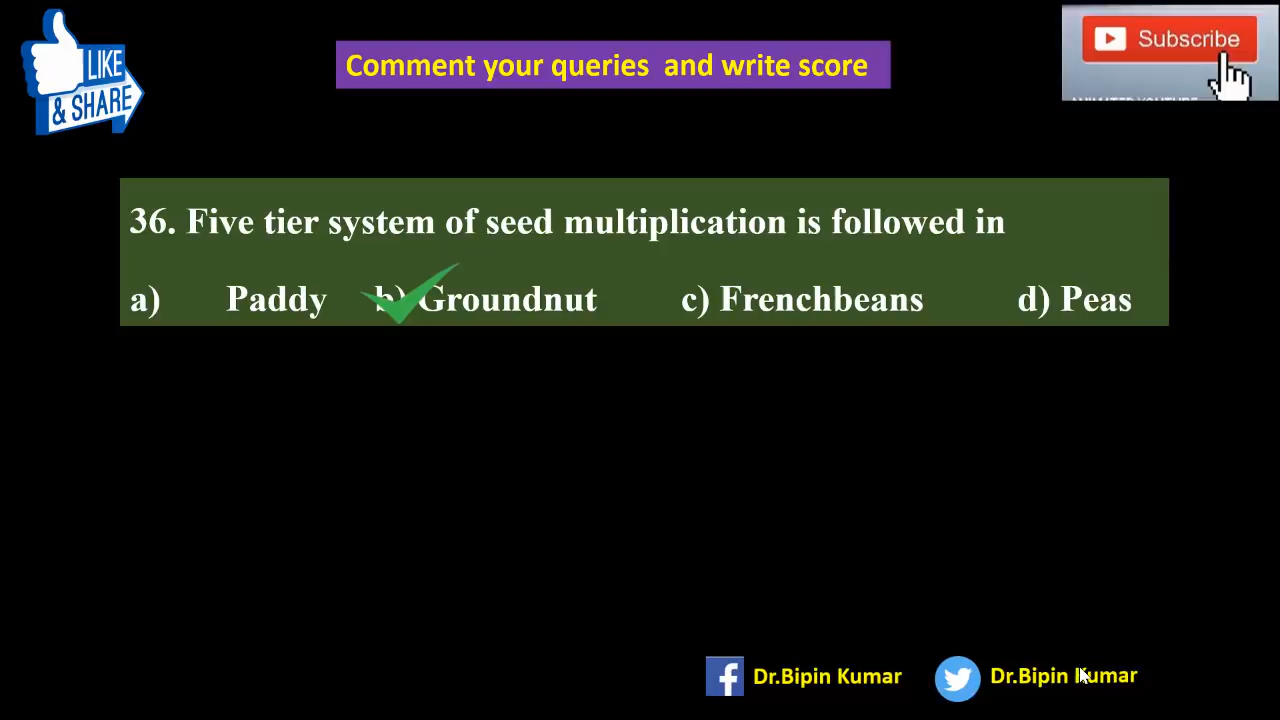 LIKE
& SHARE
Comment your queries and write score
Subscribe
36. Five tier system of seed multiplication is followed in
a) Paddy b) Groundnut c) Frenchbeans d) Peas
f Dr.Bipin Kumar Dr.Bipin Kumar